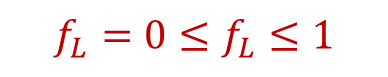 f_L = 0 ≤ f_L ≤ 1